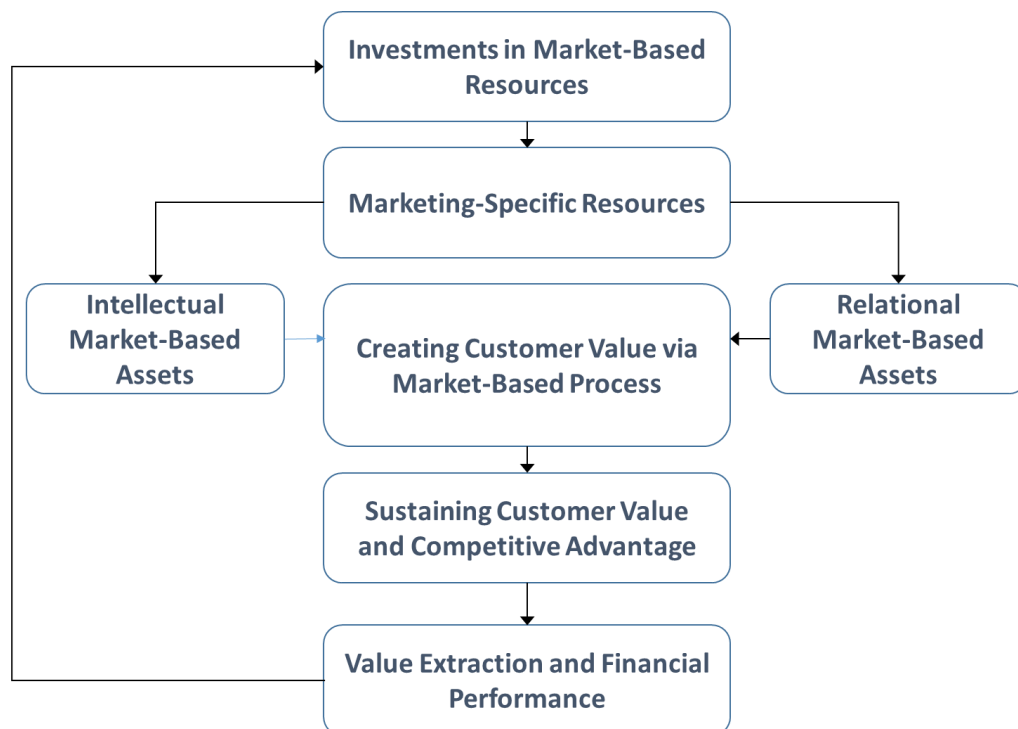 Investments in Market-Based
Resources
Marketing-Specific Resources
Intellectual
Market-Based
Assets
Creating Customer Value via
Market-Based Process
Relational
Market-Based
Assets
Sustaining Customer Value
and Competitive Advantage
Value Extraction and Financial
Performance